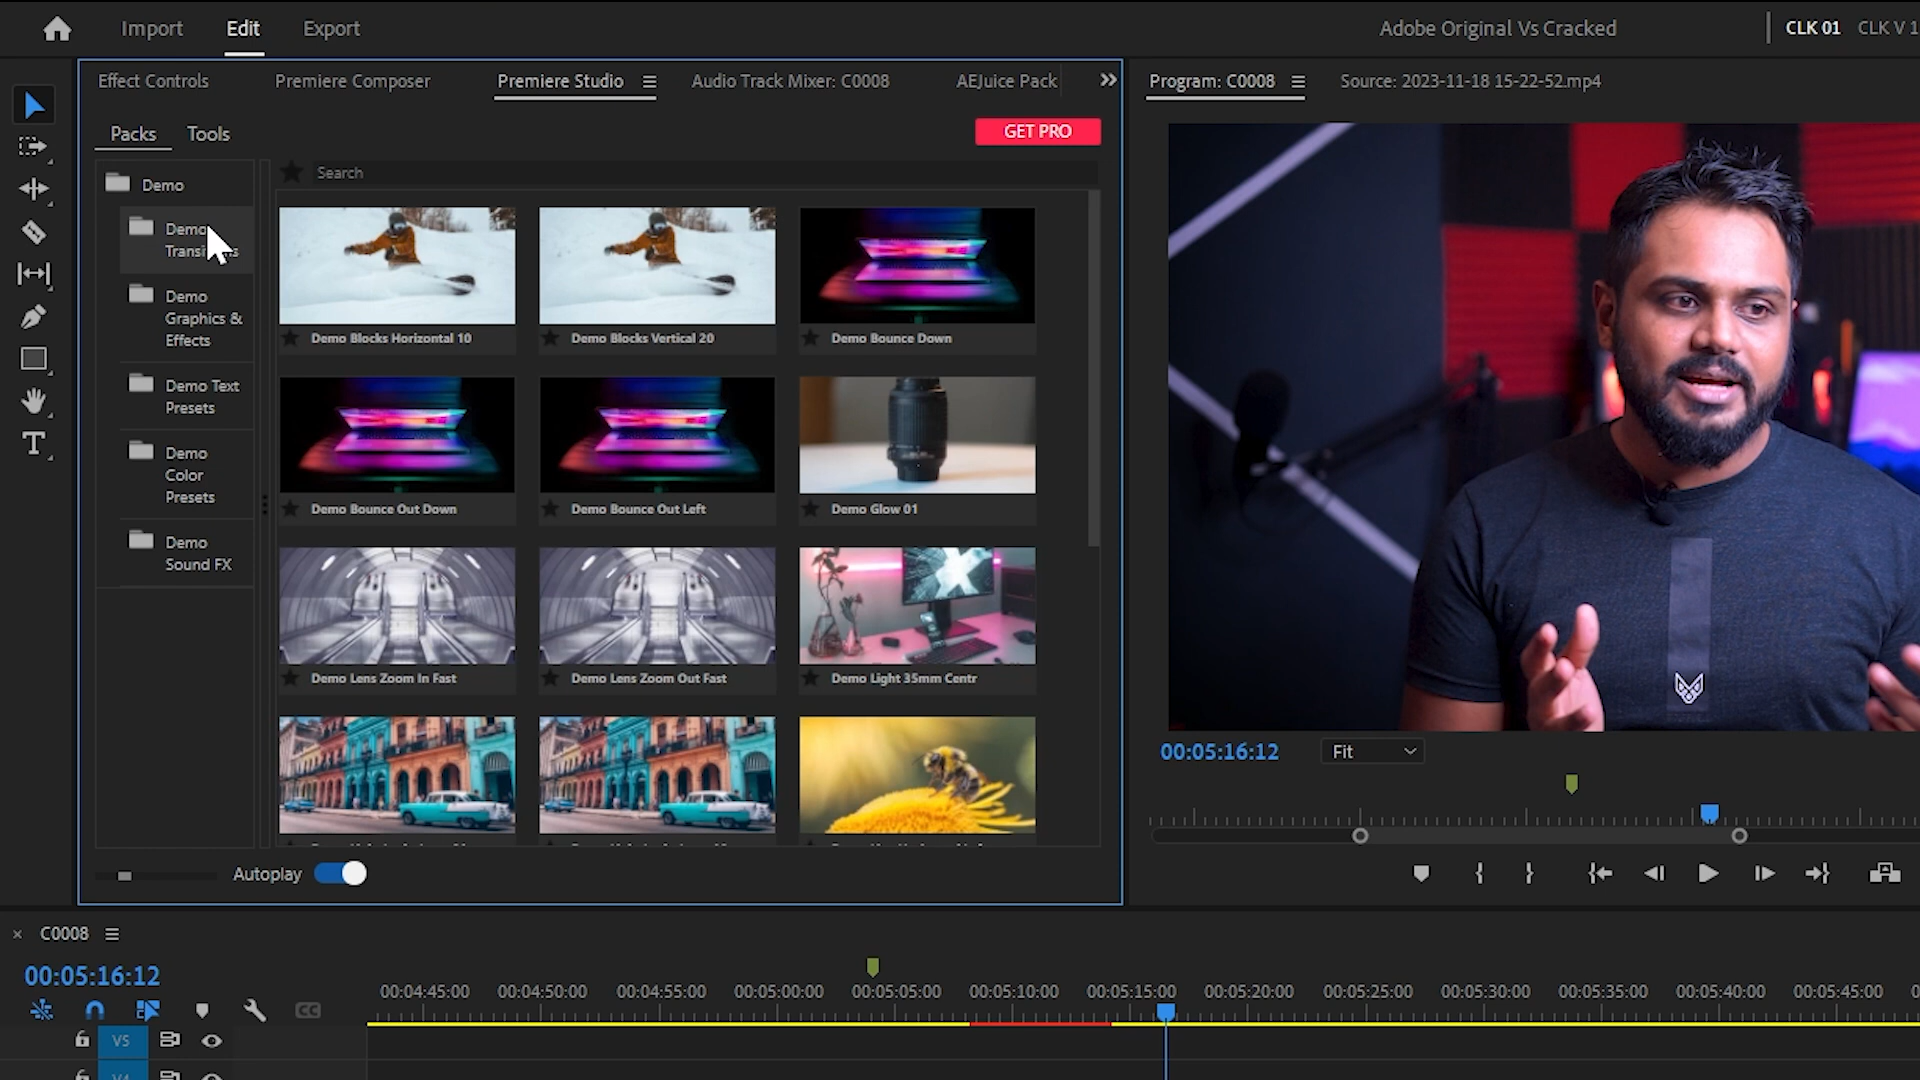 Import Edit Export Adobe Original Vs Cracked CLK 01 CLK V 1
Effect Controls Premiere Composer Premiere Studio Audio Track Mixer: C0008 AEJuice Pack
Program: C0008 Source: 2023-11-18 15-22-52.mp4
Packs Tools GET PRO
Search
Demo
Demo
Demo
Graphics &
Effects
Demo Text
Presets
Demo
Color
Presets
Demo
Sound FX
Demo Blocks Horizontal 10 Demo Blocks Vertical 20 Demo Bounce Down
Demo Bounce Out Down Demo Bounce Out Left Demo Glow 01
Demo Lens Zoom In Fast Demo Lens Zoom Out Fast Demo Light 35mm Centr
Autoplay
00:05:16:12 Fit
C0008
00:05:16:12
00:04:45:00 00:04:50:00 00:04:55:00 00:05:00:00 00:05:05:00 00:05:10:00 00:05:15:00 00:05:20:00 00:05:25:00 00:05:30:00 00:05:35:00 00:05:40:00 00:05:45:00